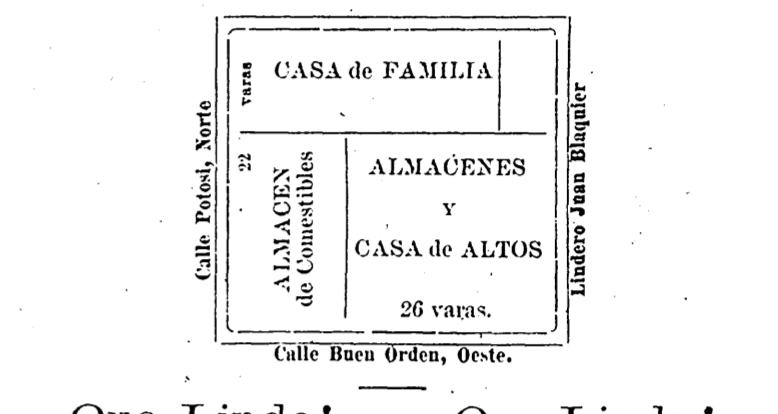 CASA de FAMILIA
22 varas
Calle Potosi, Norte
ALMACEN
de Comestibles
ALMACENES
Y
CASA de ALTOS
26 varas.
Lindero Juan Blaquier
Calle Buen Orden, Oeste.